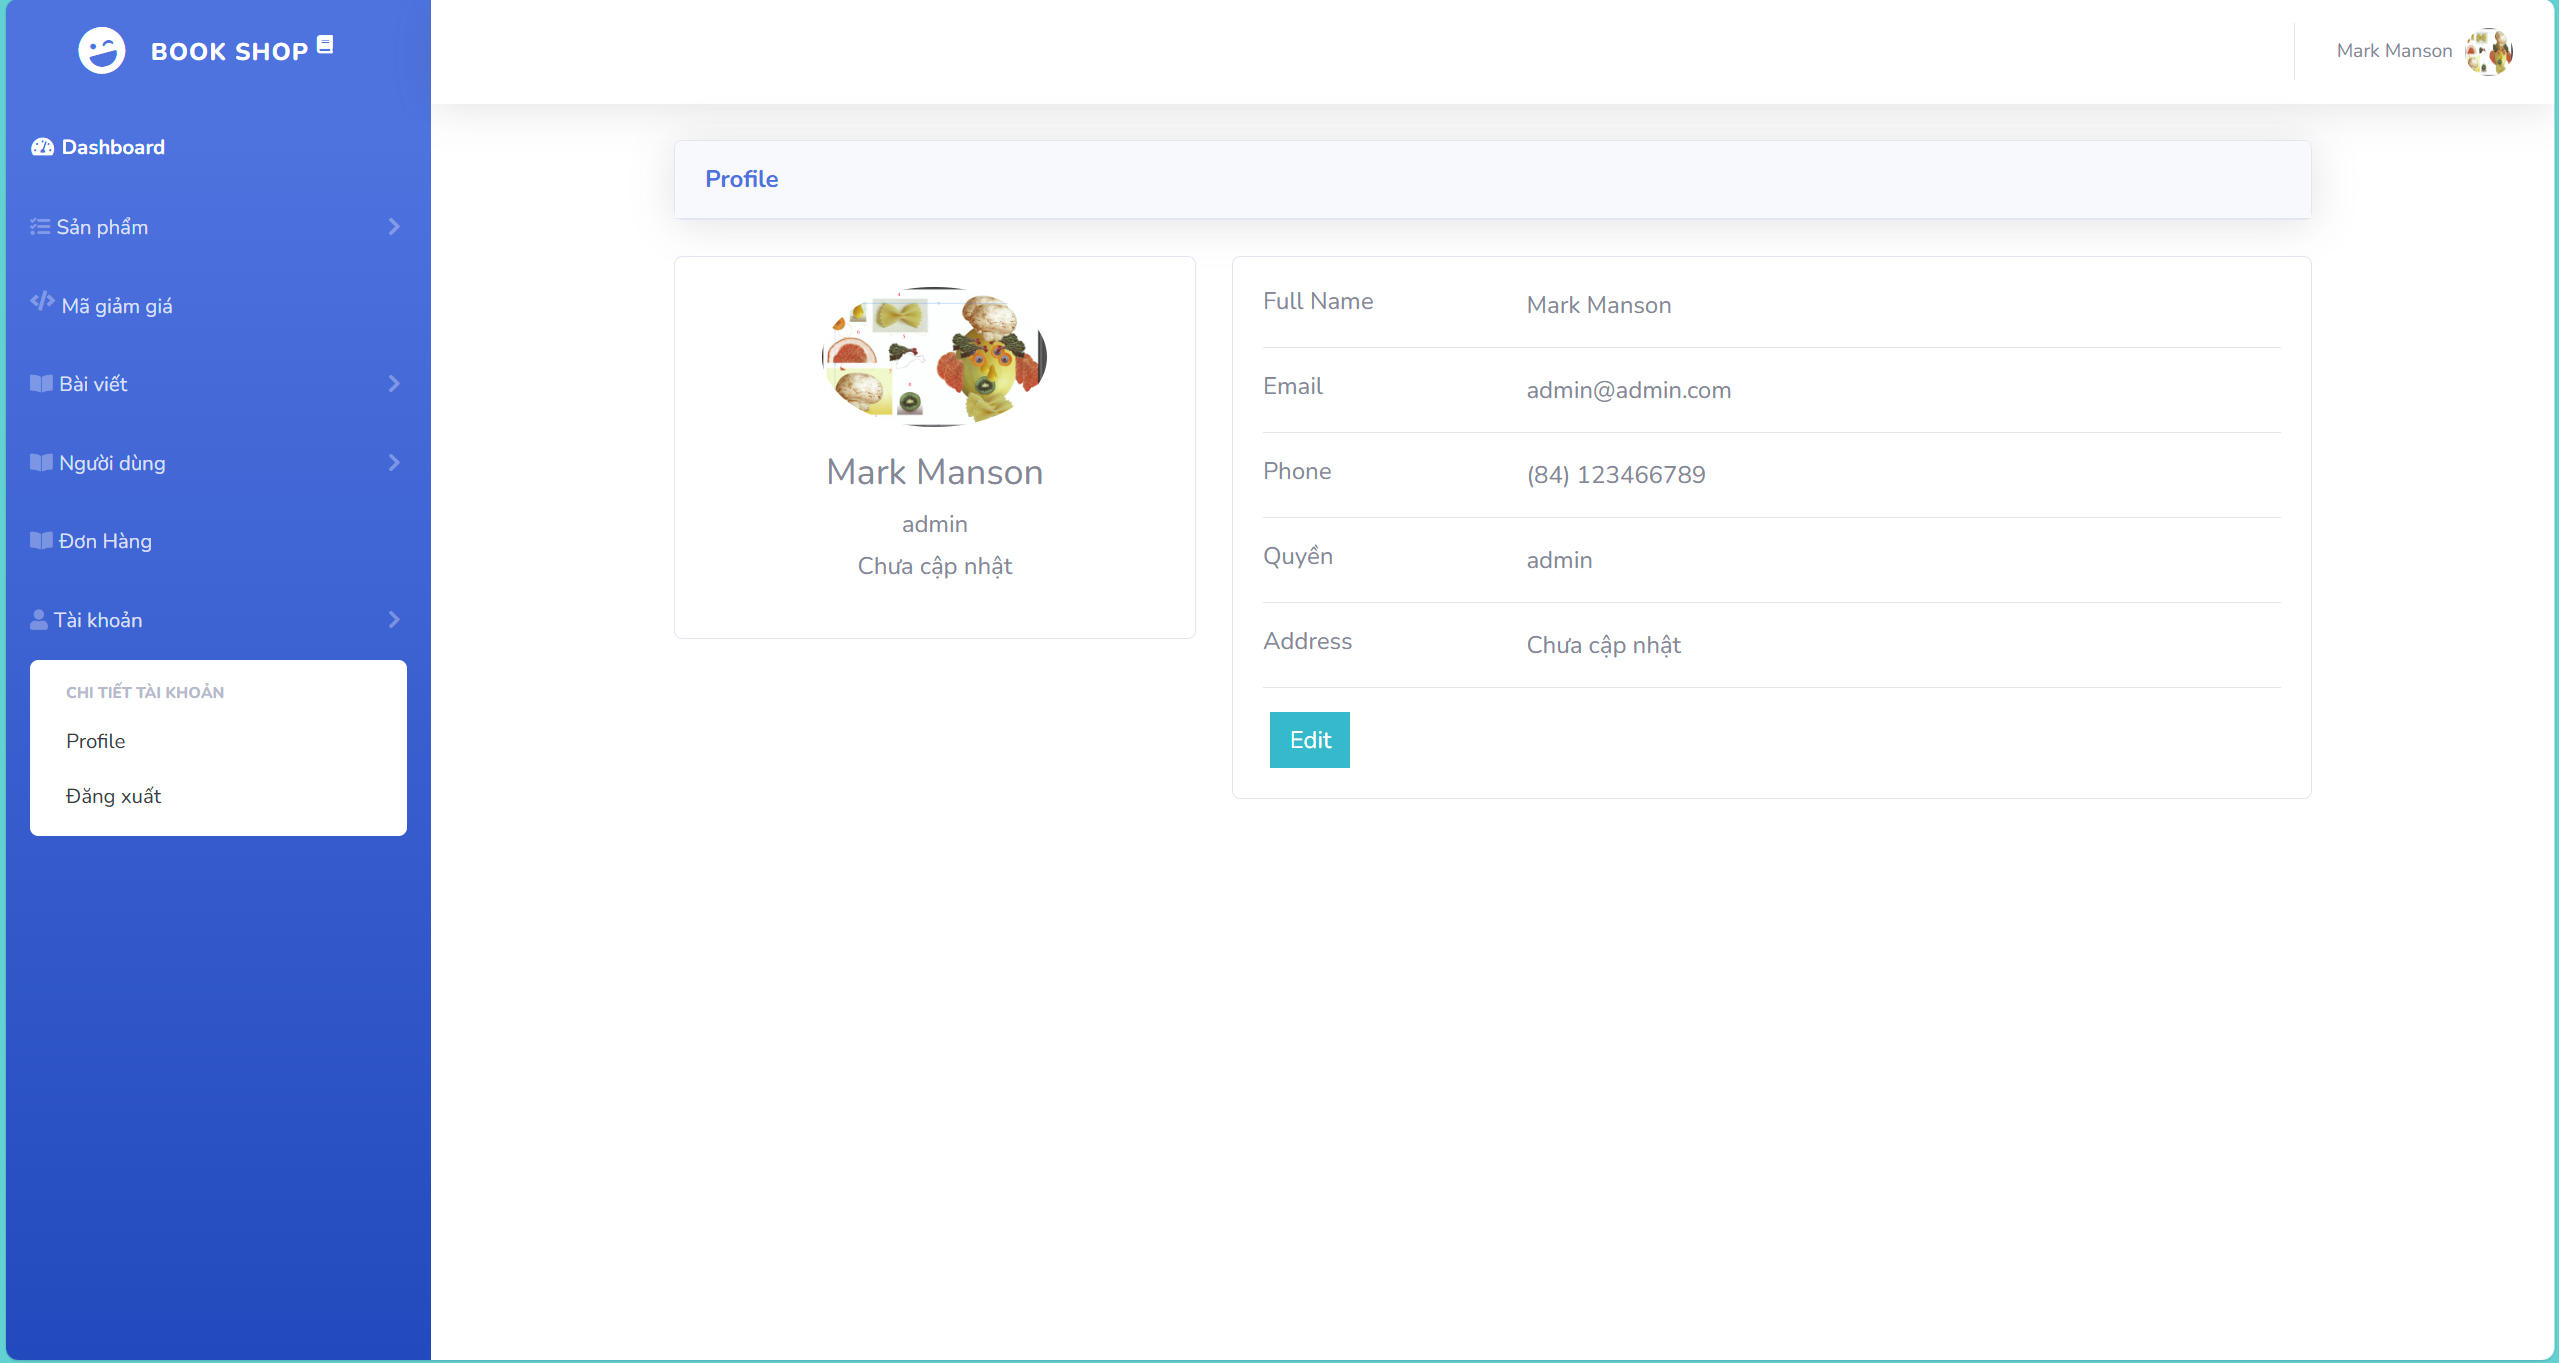 BOOK SHOP
Mark Manson
Dashboard
Sản phẩm
Mã giảm giá
Bài viết
Người dùng
Đơn Hàng
Tài khoản
CHI TIẾT TÀI KHOẢN
Profile
Đăng xuất
Profile
Mark Manson
admin
Chưa cập nhật
Full Name Mark Manson
Email admin@admin.com
Phone (84) 123466789
Quyền admin
Address Chưa cập nhật
Edit